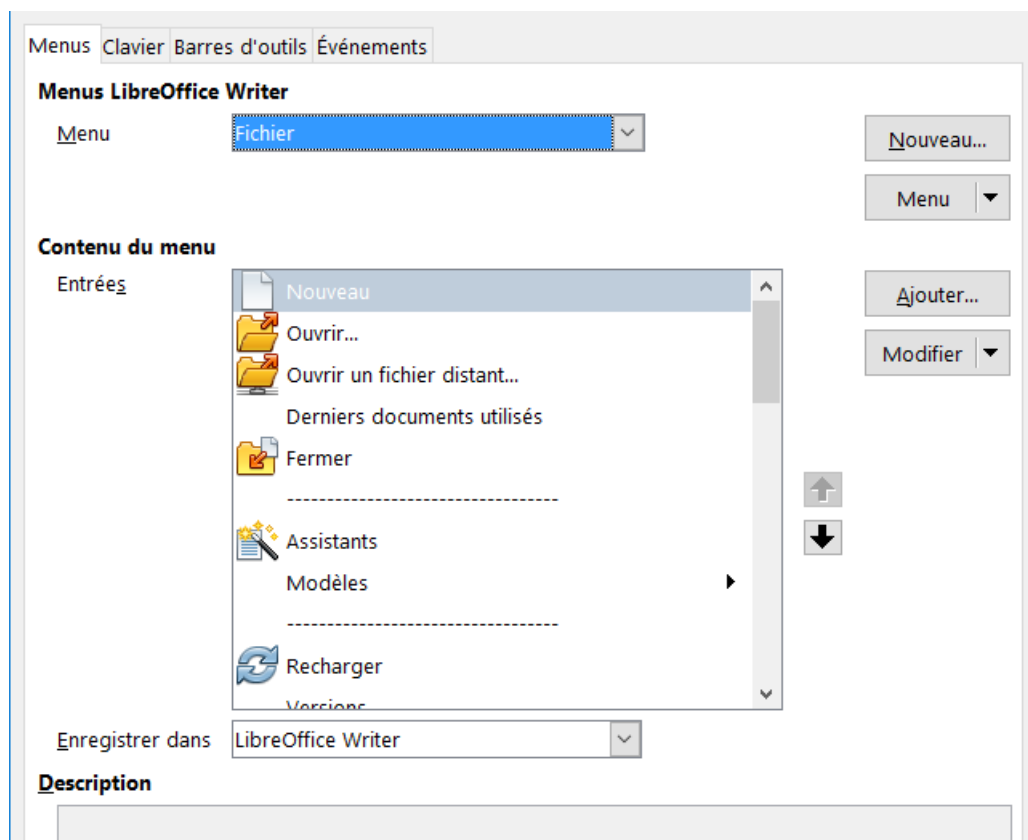 Menus Clavier Barres d'outils Événements
Menus LibreOffice Writer
Menu Fichier
Nouveau...
Menu
Contenu du menu
Entrées
Nouveau
Ajouter...
Ouvrir...
Modifier
Ouvrir un fichier distant...
Derniers documents utilisés
Fermer
----------------------------------
Assistants
Modèles
----------------------------------
Recharger
Versions
Enregistrer dans LibreOffice Writer
Description